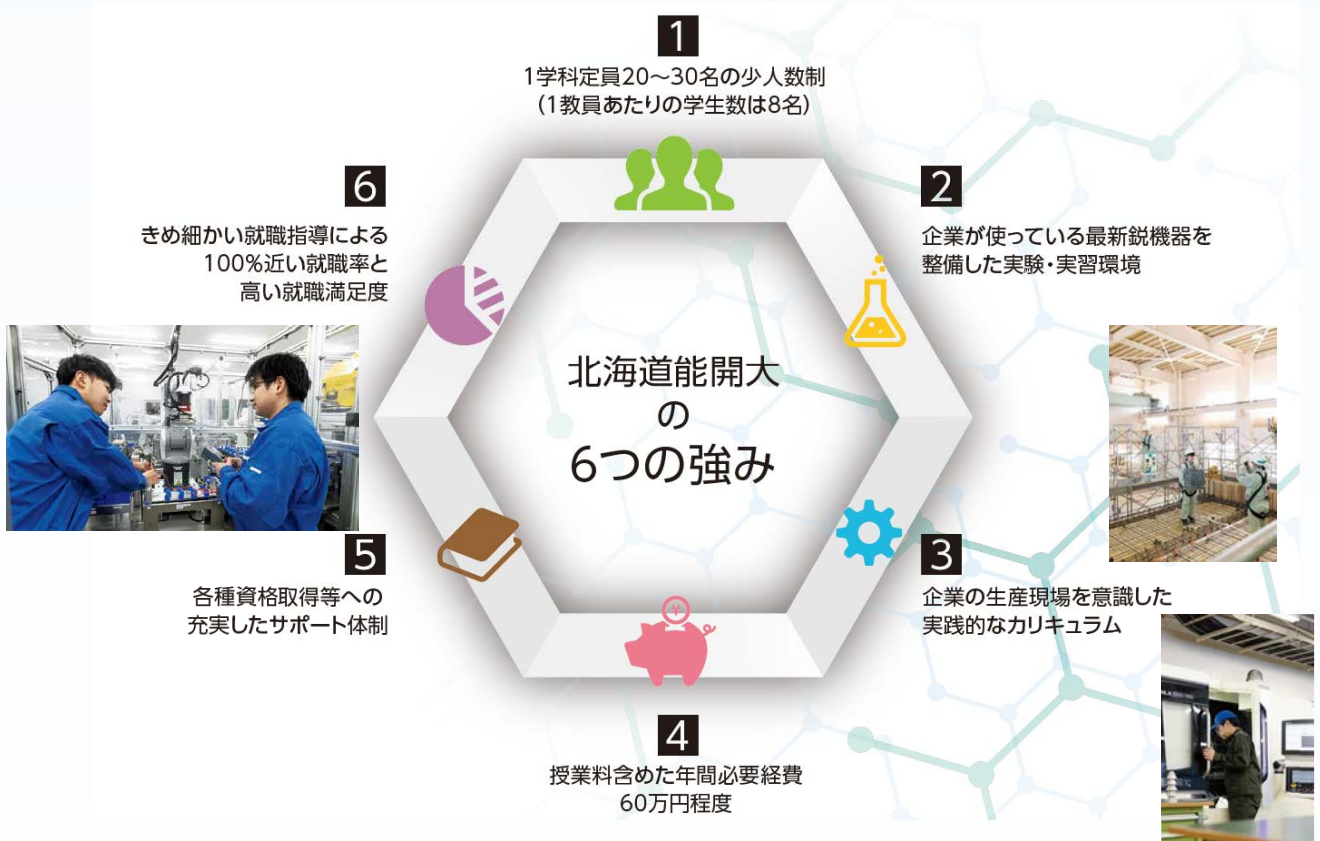 1
1学科定員20～30名の少人数制
(1教員あたりの学生数は8名)
2
企業が使っている最新鋭機器を
整備した実験・実習環境
3
企業の生産現場を意識した
実践的なカリキュラム
4
授業料含めた年間必要経費
60万円程度
5
各種資格取得等への
充実したサポート体制
6
きめ細かい就職指導による
100%近い就職率と
高い就職満足度
北海道能開大
の
6つの強み
¥